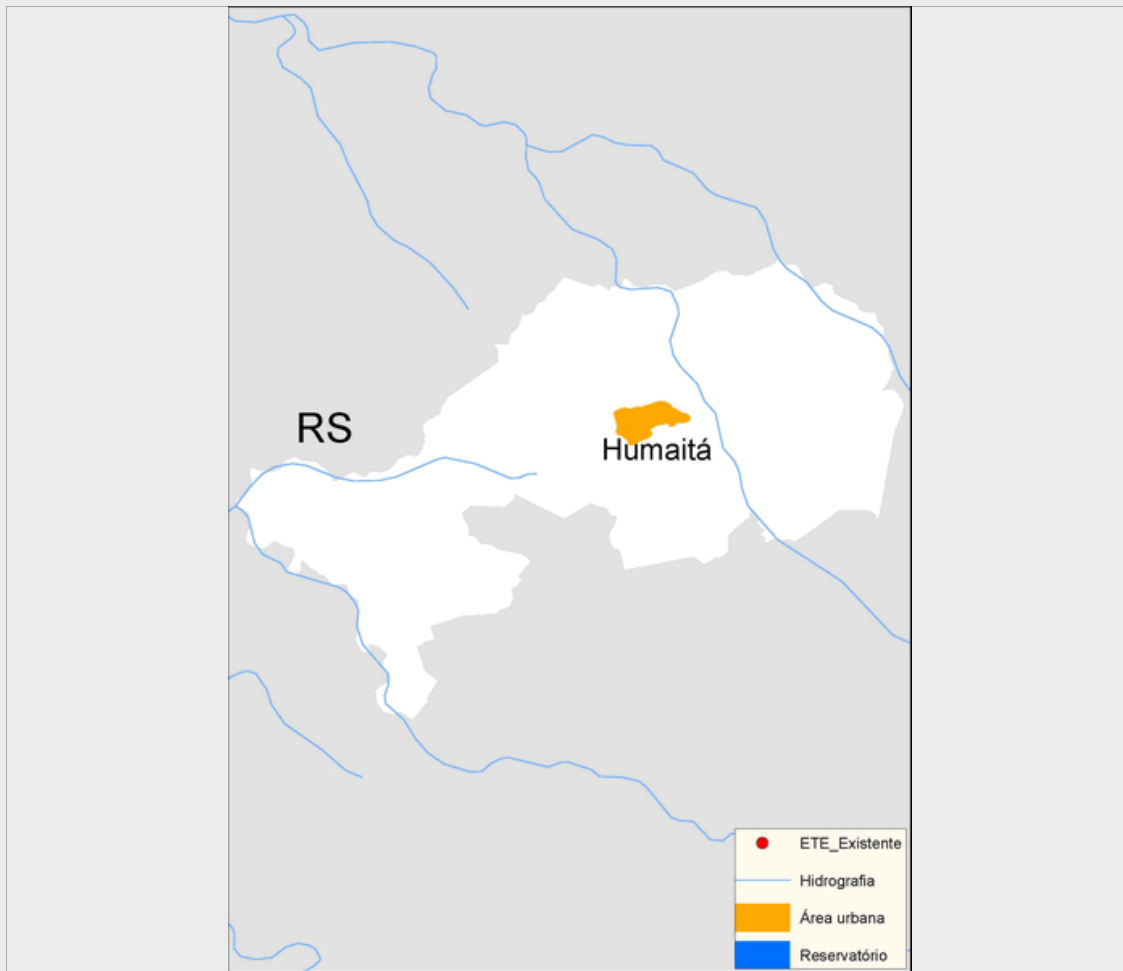 RS
Humaitá
ETE_Existente
Hidrografia
Área urbana
Reservatório